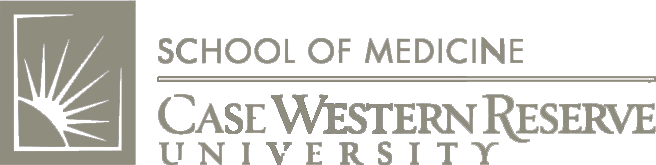 SCHOOL OF MEDICINE
CASE WESTERN RESERVE
UNIVERSITY